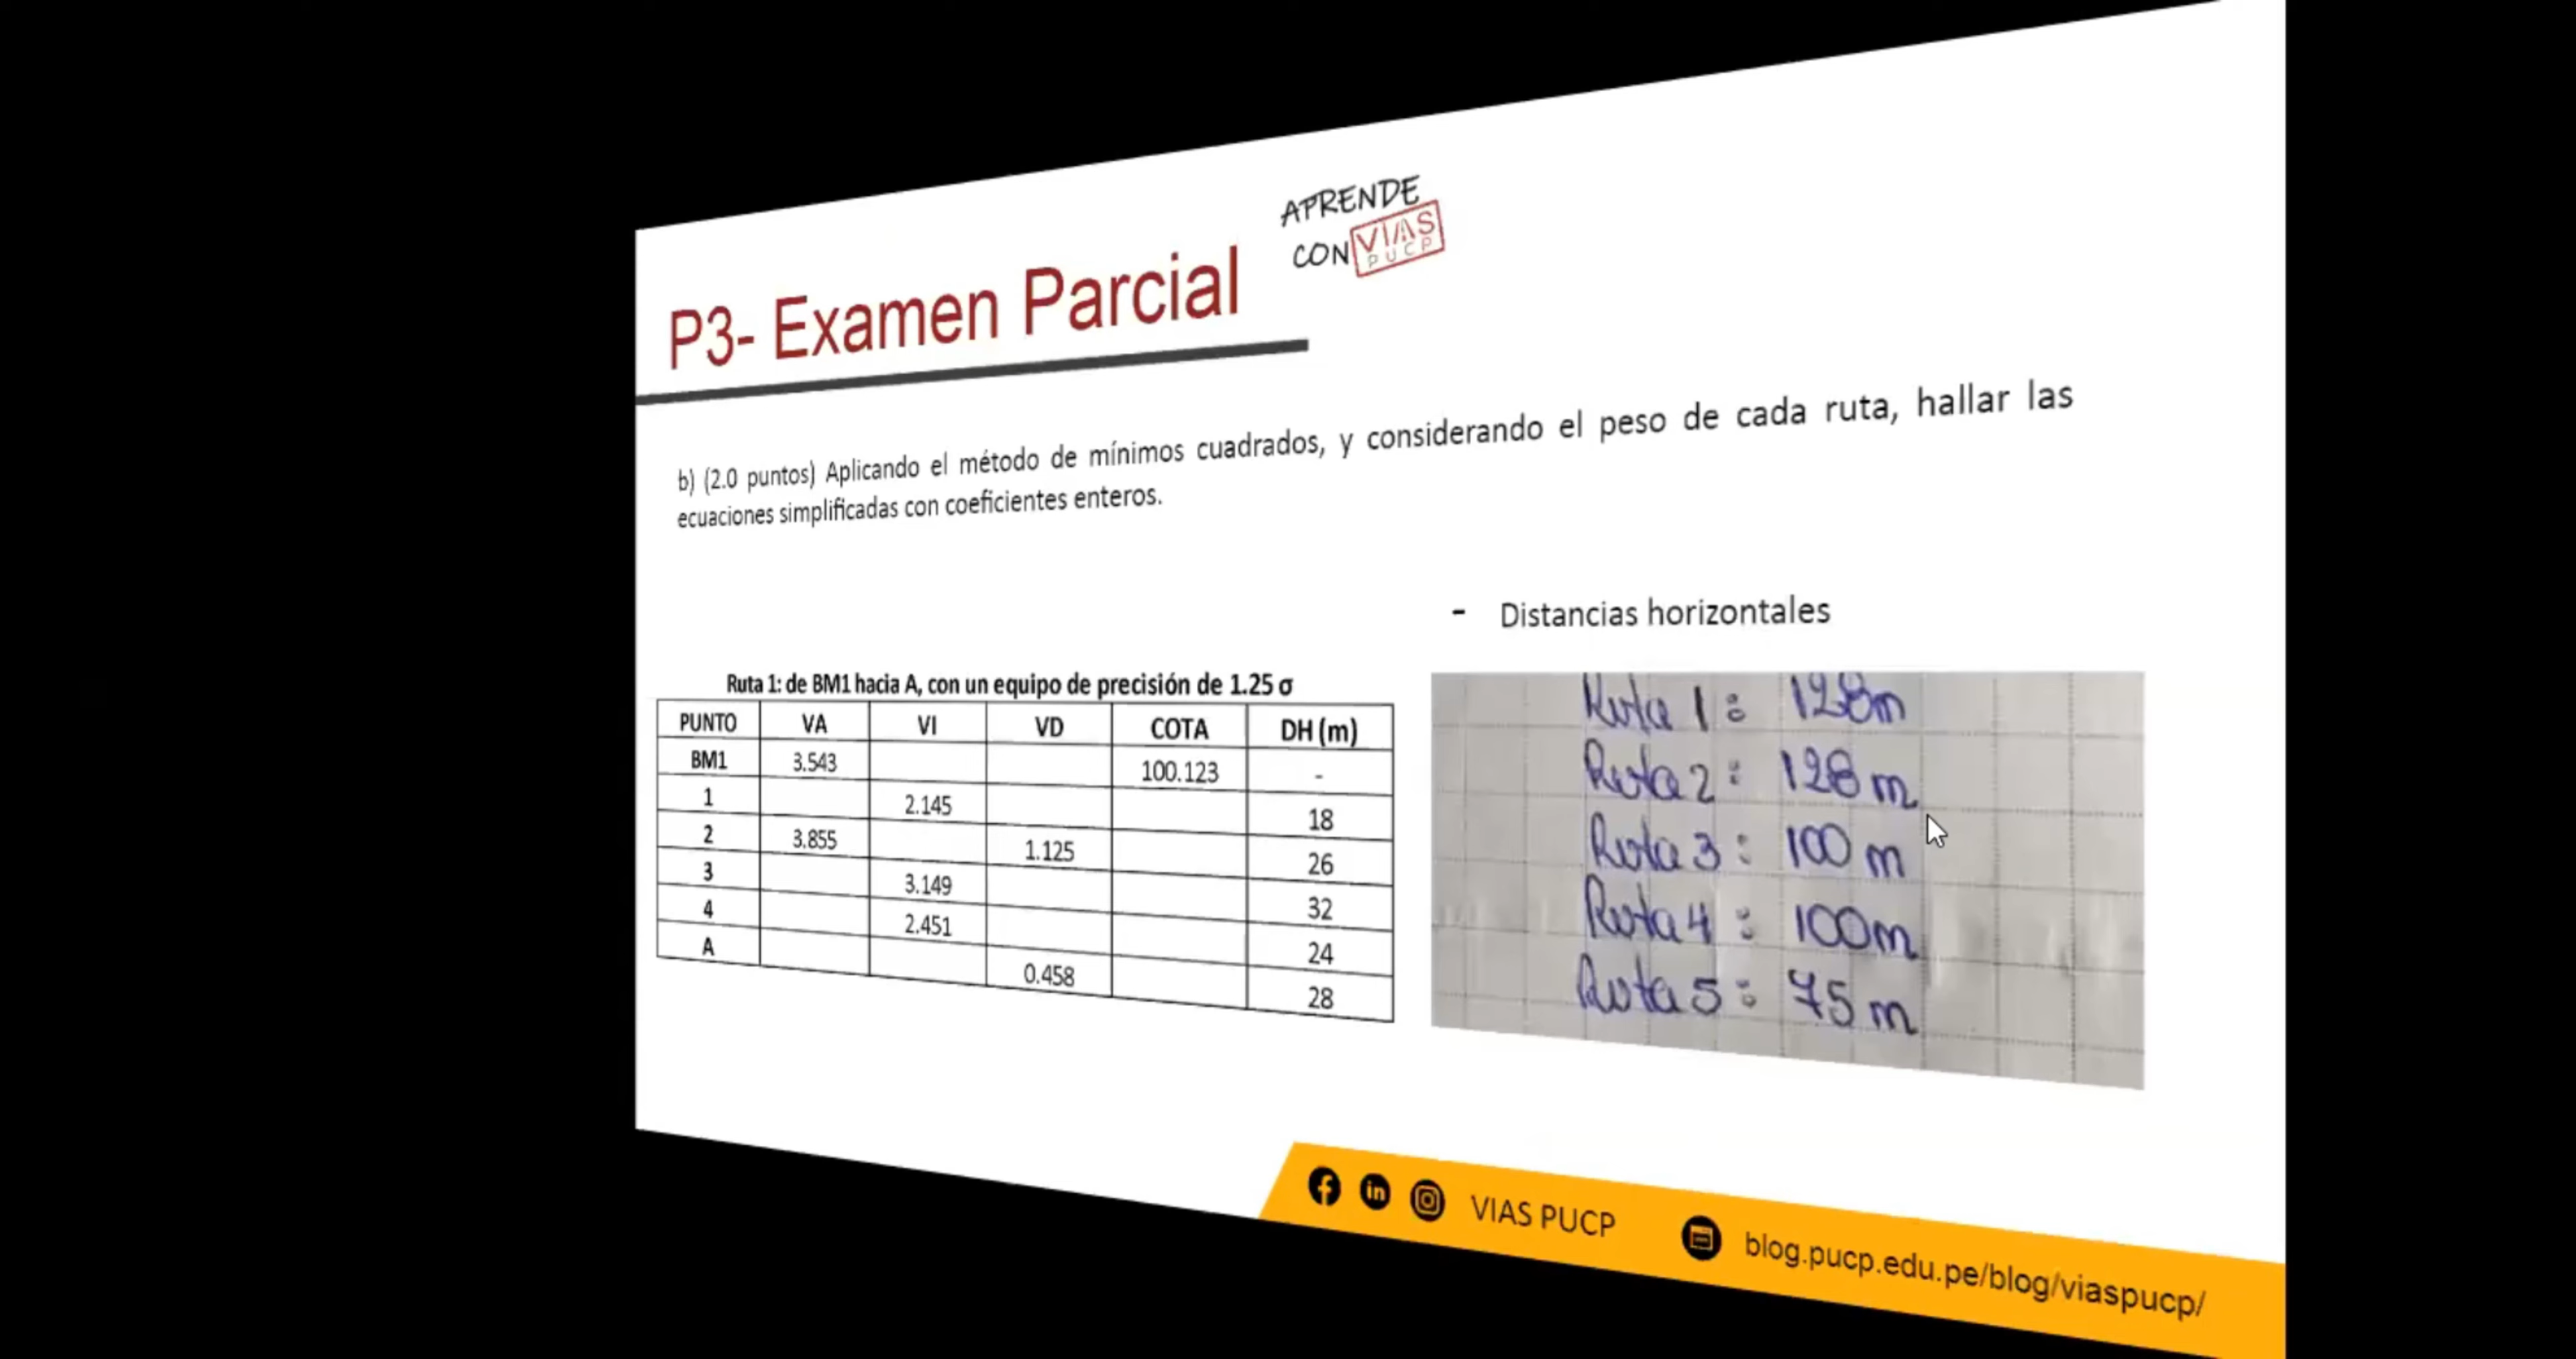 APRENDE
CON VIAS
PUCP
P3- Examen Parcial
b) (2.0 puntos) Aplicando el método de mínimos cuadrados, y considerando el peso de cada ruta, hallar las
ecuaciones simplificadas con coeficientes enteros.
- Distancias horizontales
Ruta 1: de BM1 hacia A, con un equipo de precisión de 1.25 σ
PUNTO VA VI VD COTA DH (m)
BM1 3.543 100.123 -
1 2.145 18
2 3.855 1.125 26
3 3.149 32
4 2.451 24
A 0.458 28
Ruta 1: 128m
Ruta 2: 128 m
Ruta 3: 100 m
Ruta 4: 100m
Ruta 5: 75 m
VIAS PUCP
blog.pucp.edu.pe/blog/viaspucp/